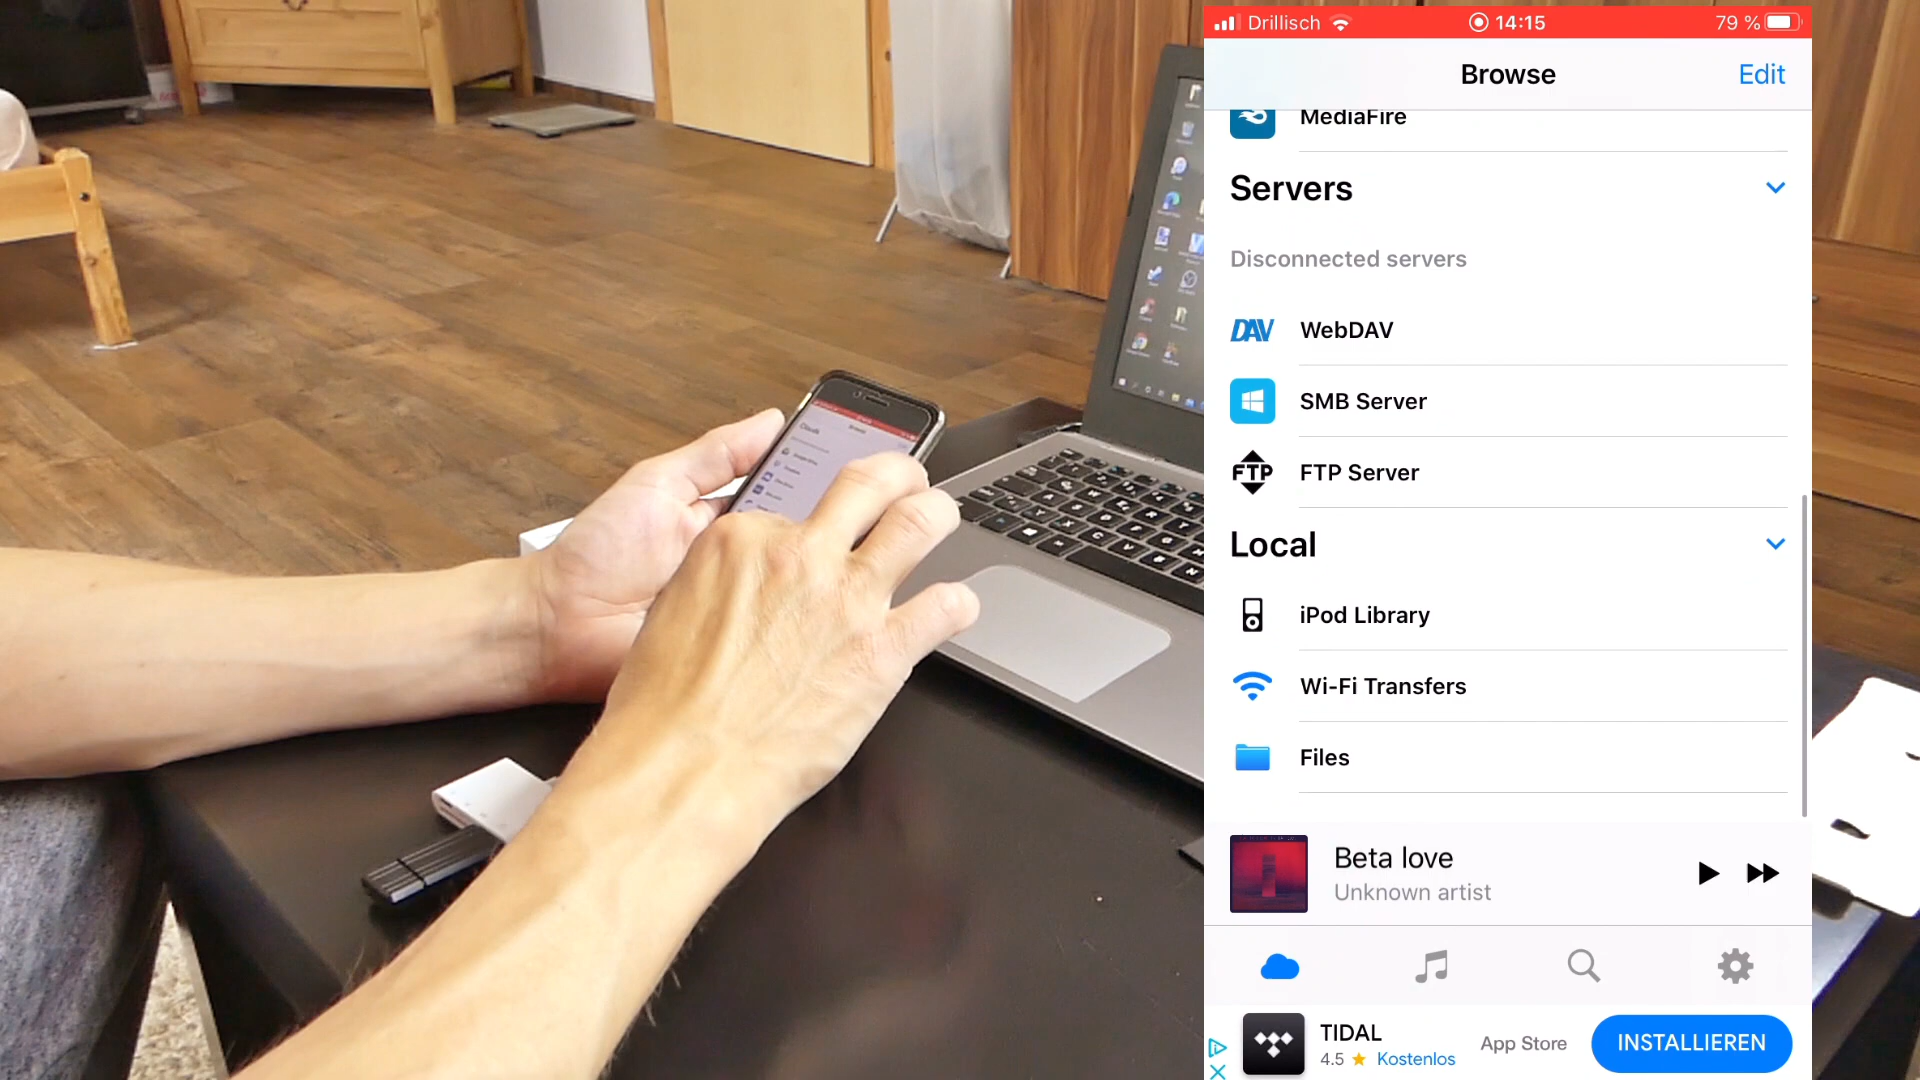 Drillisch 14:15 79 %
Browse Edit
MediaFire
Servers
Disconnected servers
DAV WebDAV
SMB Server
FTP FTP Server
Local
iPod Library
Wi-Fi Transfers
Files
Beta love
Unknown artist
TIDAL
4.5 Kostenlos
App Store
INSTALLIEREN